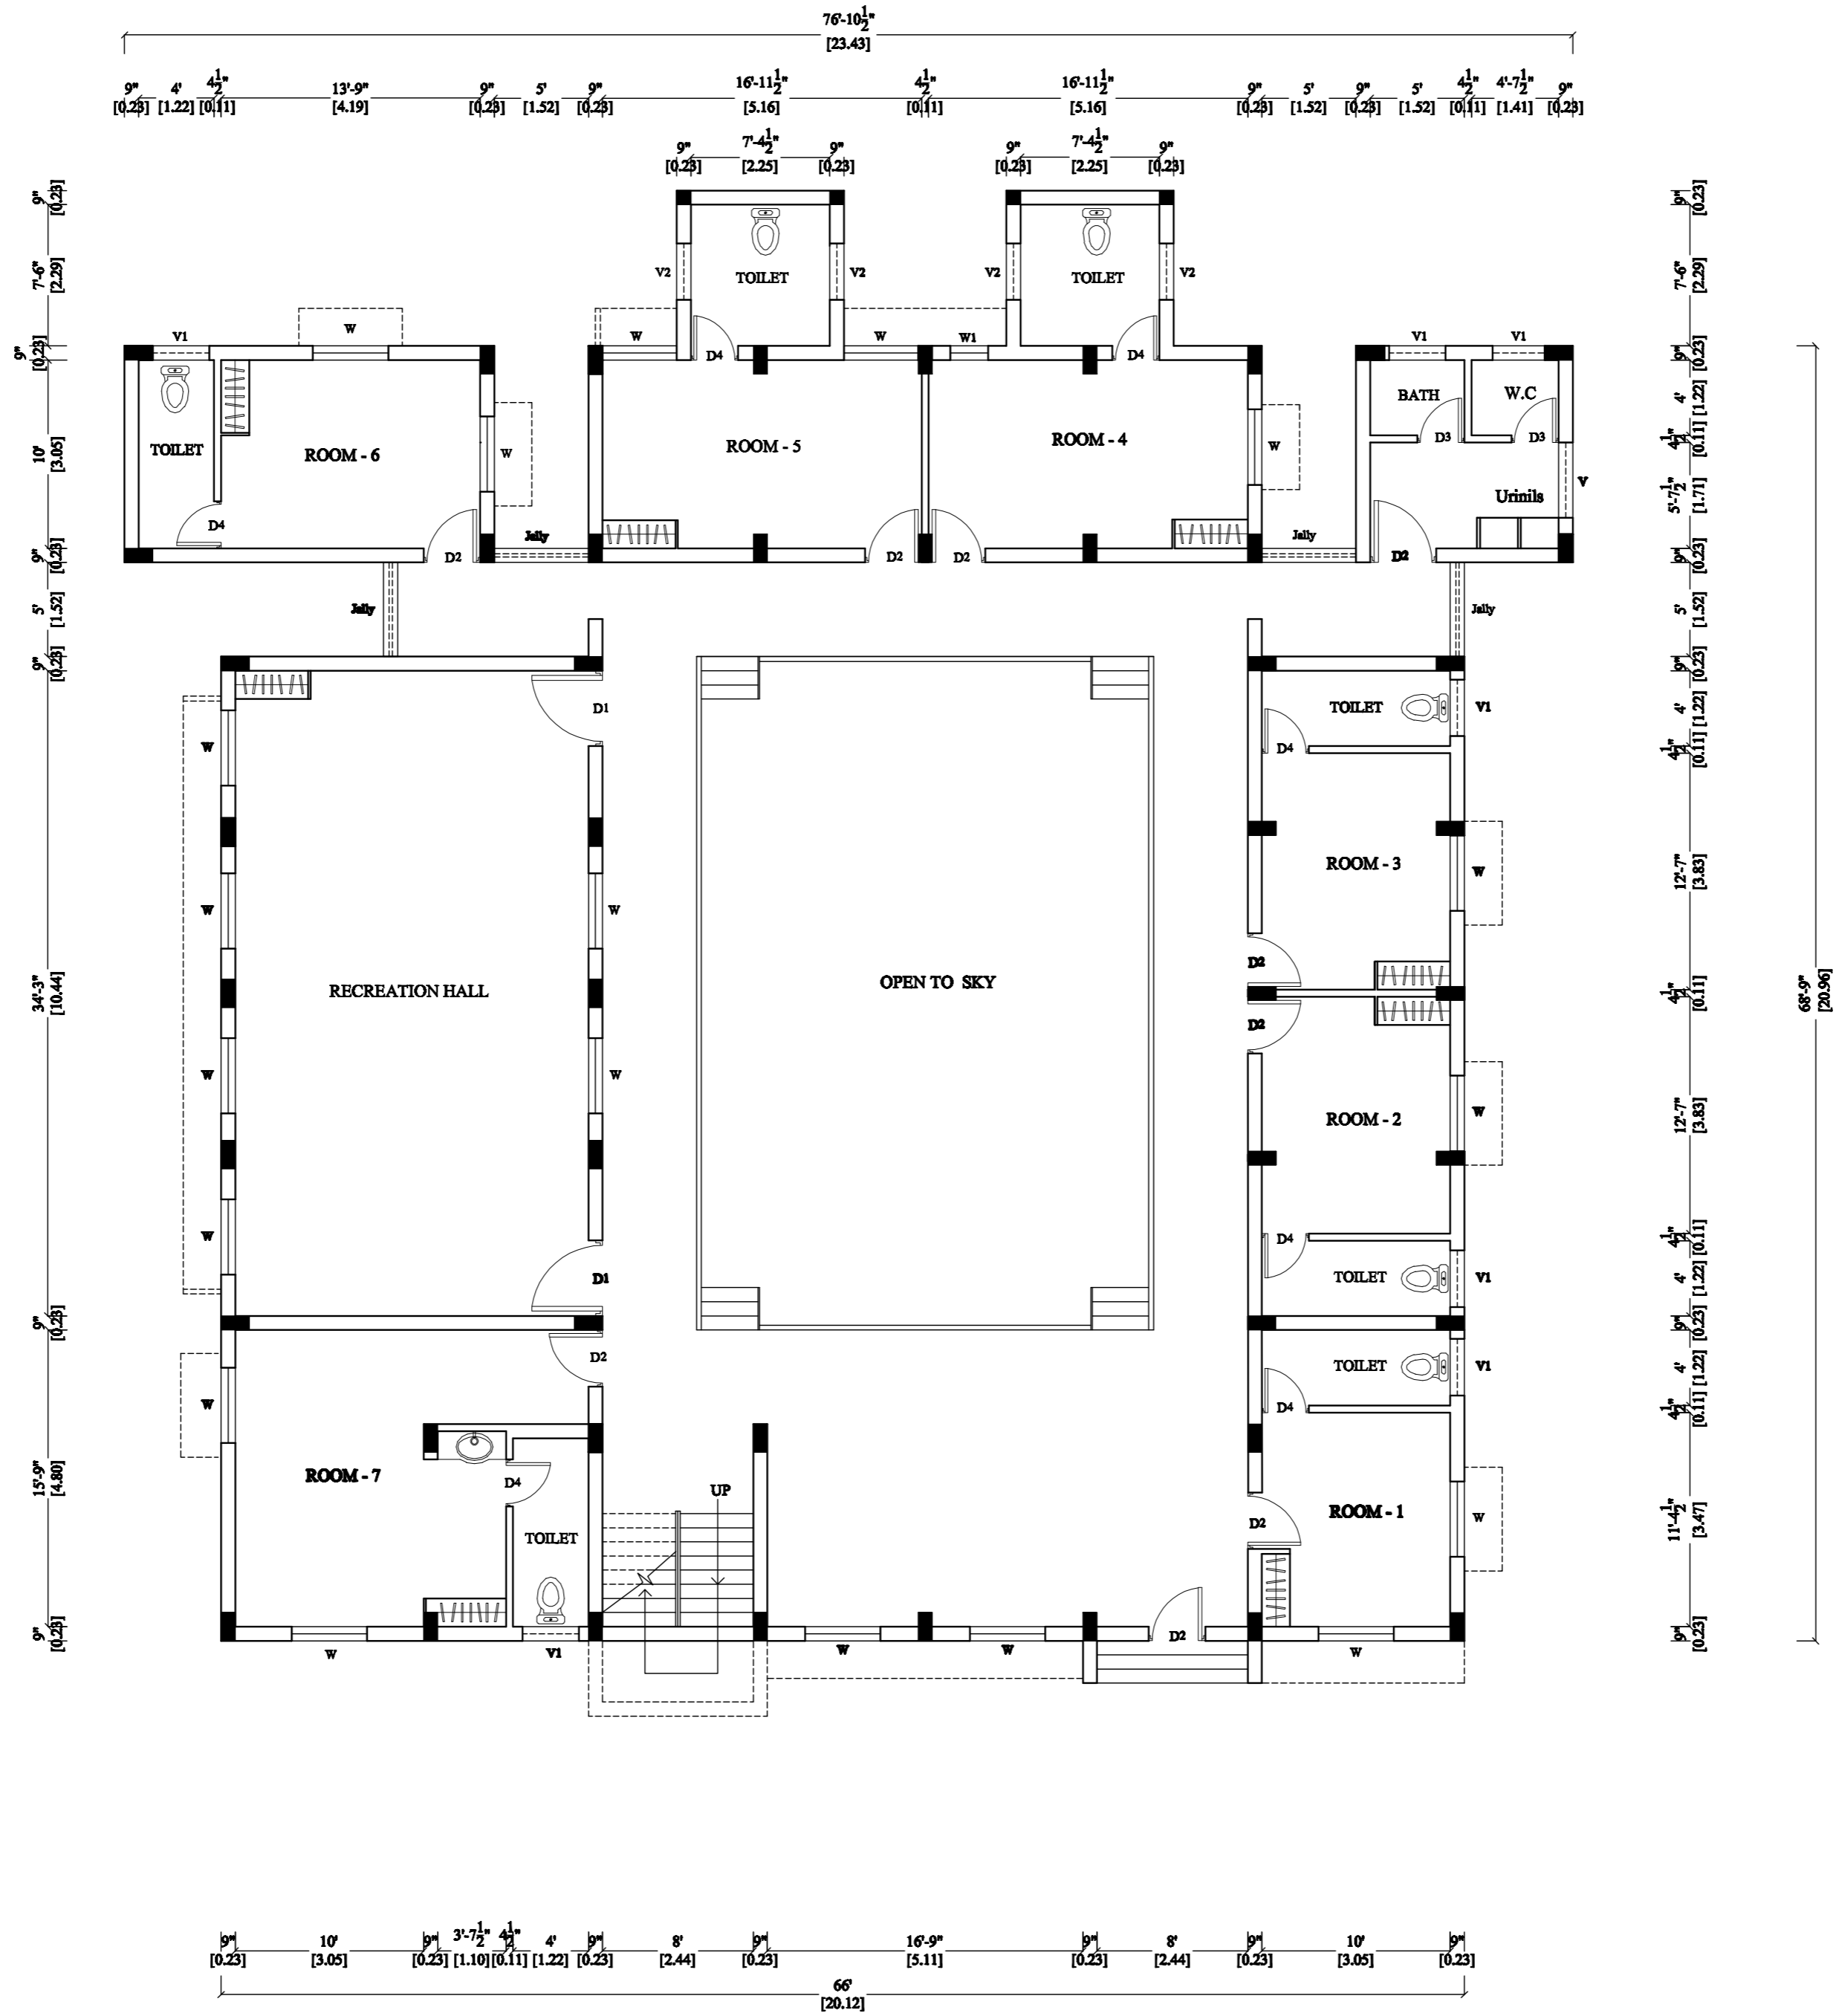 76'-10½"
[23.43]
9" 4' 4½" 13'-9" 9" 5' 9" 16'-11½" 4½" 16'-11½" 9" 5' 9" 5' 4½" 4'-7½" 9"
[0.23] [1.22] [0.11] [4.19] [0.23] [1.52] [0.23] [5.16] [0.11] [5.16] [0.23] [1.52] [0.23] [1.52] [0.11] [1.41] [0.23]
9" 7'-4½" 9" 9" 7'-4½" 9"
[0.23] [2.25] [0.23] [0.23] [2.25] [0.23]
9"
[0.23]
9"
[0.23]
7'-6"
[2.29]
V2 TOILET V2 V2 TOILET V2
7'-6"
[2.29]
V1 W W W W1 V1 V1
9"
[0.23]
D4 D4
9"
[0.23]
BATH W.C
4'
[1.22]
D3 D3
4½"
[0.11]
10'
[3.05]
TOILET ROOM - 6 W ROOM - 5 ROOM - 4 W
V
Urinils
5'-7½"
[1.71]
D4
Jally Jally
D2 D2 D2 D2
9"
[0.23]
9"
[0.23]
5'
[1.52]
Jally Jally
5'
[1.52]
9"
[0.23]
9"
[0.23]
D1 TOILET V1
4'
[1.22]
W D4
4½"
[0.11]
ROOM - 3 W
12'-7"
[3.83]
W W
D2
34'-3"
[10.44]
RECREATION HALL OPEN TO SKY
4½"
[0.11]
68'-9"
[20.96]
D2
W W
ROOM - 2 W
12'-7"
[3.83]
W D4
4½"
[0.11]
D1 TOILET V1
4'
[1.22]
9"
[0.23]
9"
[0.23]
D2 TOILET V1
4'
[1.22]
W D4
4½"
[0.11]
15'-9"
[4.80]
ROOM - 7 D4 UP
D2 ROOM - 1 W
11'-4½"
[3.47]
TOILET
9"
[0.23]
9"
[0.23]
W V1 W W D2 W
9" 10' 9" 3'-7½" 4½" 4' 9" 8' 9" 16'-9" 9" 8' 9" 10' 9"
[0.23] [3.05] [0.23] [1.10] [0.11] [1.22] [0.23] [2.44] [0.23] [5.11] [0.23] [2.44] [0.23] [3.05] [0.23]
66'
[20.12]